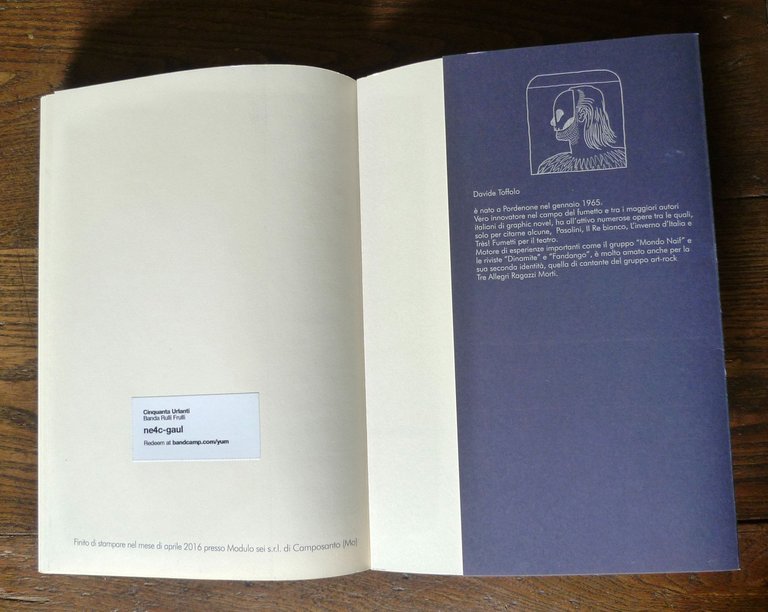 Cinquanta Urlanti
Banda Rulli Frulli
ne4c-gaul
Redeem at bandcamp.com/yum
Finito di stampare nel mese di aprile 2016 presso Modulo sei s.r.l. di Camposanto (Mo)
Davide Toffolo
è nato a Pordenone nel gennaio 1965.
Vero innovatore nel campo del fumetto e tra i maggiori autori
italiani di graphic novel, ha all'attivo numerose opere tra le quali,
solo per citarne alcune, Pasolini, Il Re bianco, L'inverno d'Italia e
Très! Fumetti per il teatro.
Motore di esperienze importanti come il gruppo "Mondo Naif" e
le riviste "Dinamite" e "Fandango", è molto amato anche per la
sua seconda identità, quella di cantante del gruppo art-rock
Tre Allegri Ragazzi Morti.